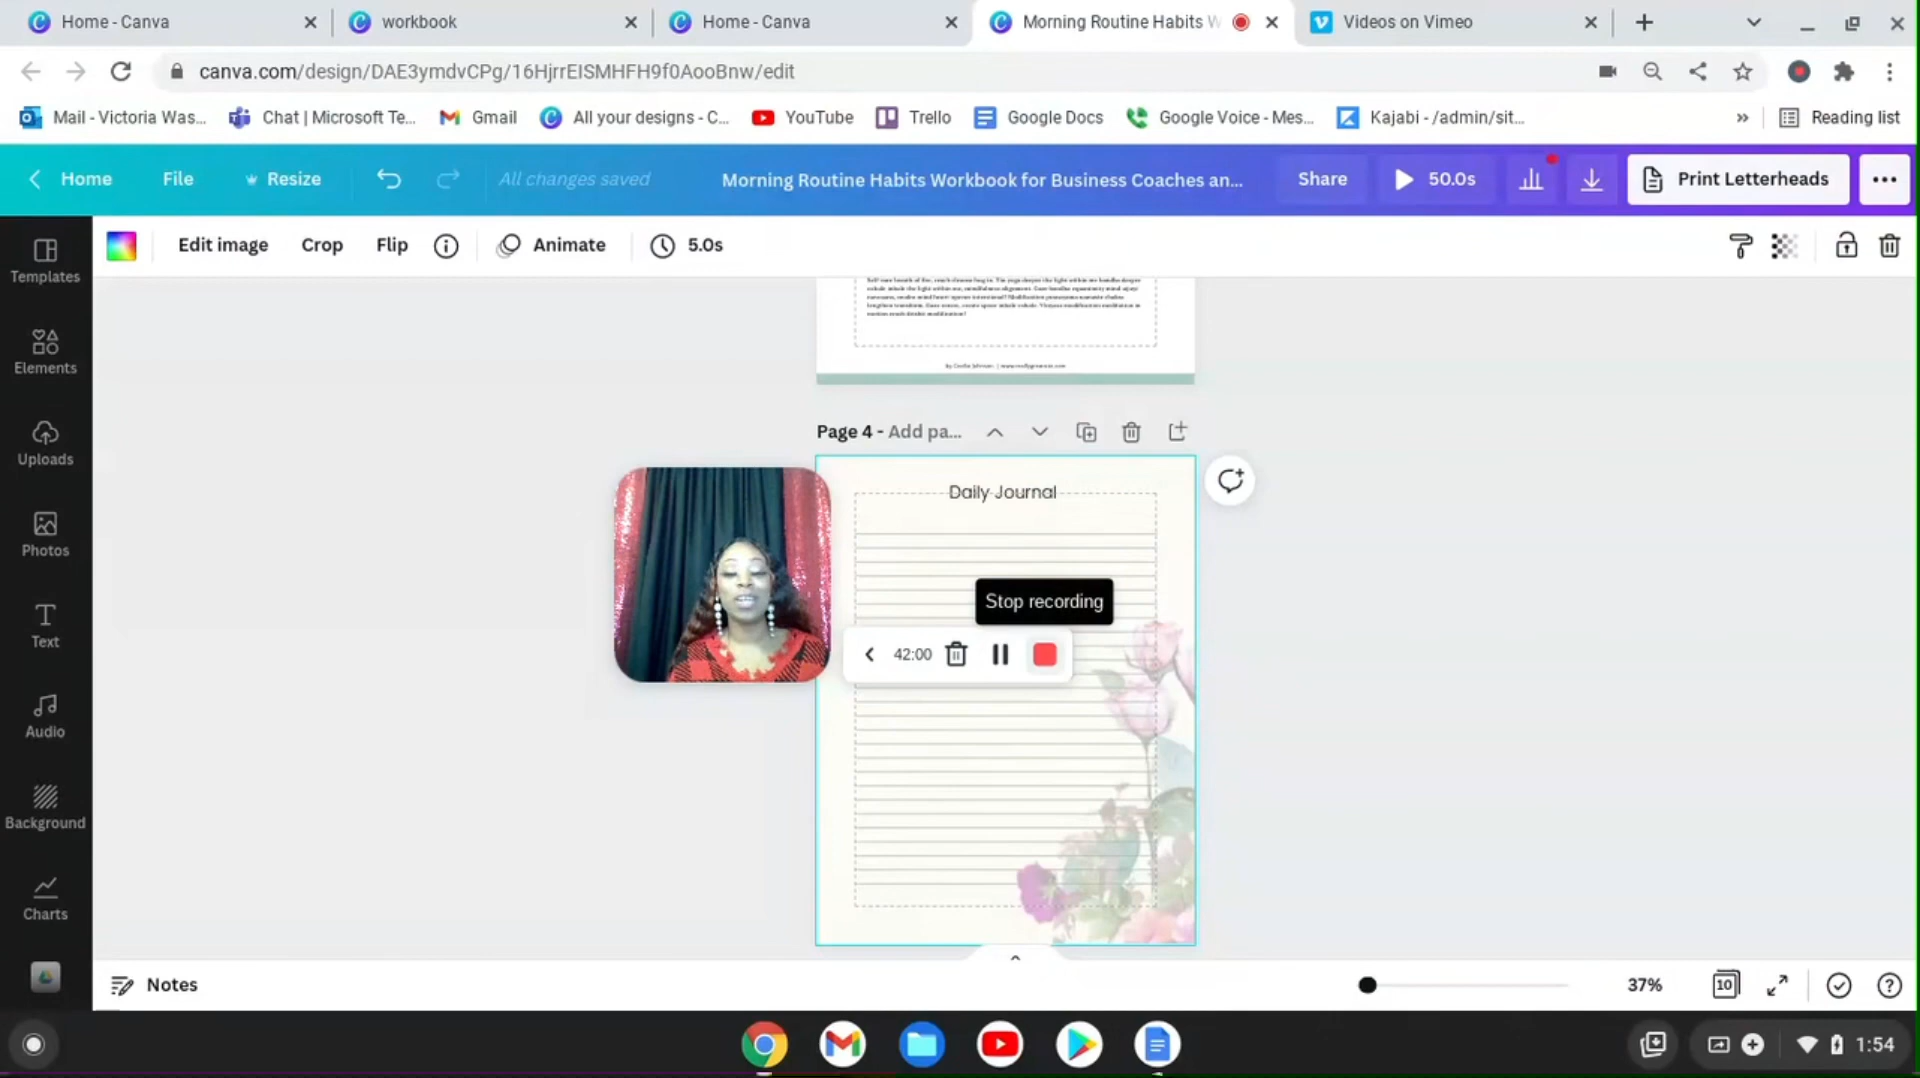 Home - Canva
workbook
Home - Canva
Morning Routine Habits W
Videos on Vimeo
canva.com/design/DAE3ymdvCPg/16HjrrEISMHFH9f0AooBnw/edit
Mail - Victoria Was...
Chat | Microsoft Te...
Gmail
All your designs - C...
YouTube
Trello
Google Docs
Google Voice - Mes...
Kajabi - /admin/sit...
»
Reading list
Home
File
Resize
All changes saved
Morning Routine Habits Workbook for Business Coaches an...
Share
50.0s
Print Letterheads
Edit image
Crop
Flip
Animate
5.0s
Templates
Elements
Uploads
Photos
Text
Audio
Background
Charts
Page 4 - Add pa...
Daily Journal
Stop recording
42:00
Notes
37%
10
1:54